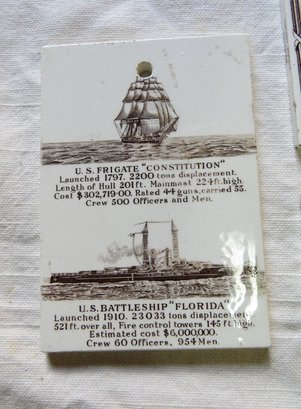 U.S. FRIGATE "CONSTITUTION"
Launched 1797. 2200 tons displacement.
Length of Hull 201 ft. Mainmost 224 ft. high.
Cost $302,719.00. Rated 44 guns, carried 55.
Crew 500 Officers and Men.
U.S. BATTLESHIP "FLORIDA"
Launched 1910. 23033 tons displacement
521 ft. over all, Fire control towers 145 ft high.
Estimated cost $6,000,000.
Crew 60 Officers, 954 Men.